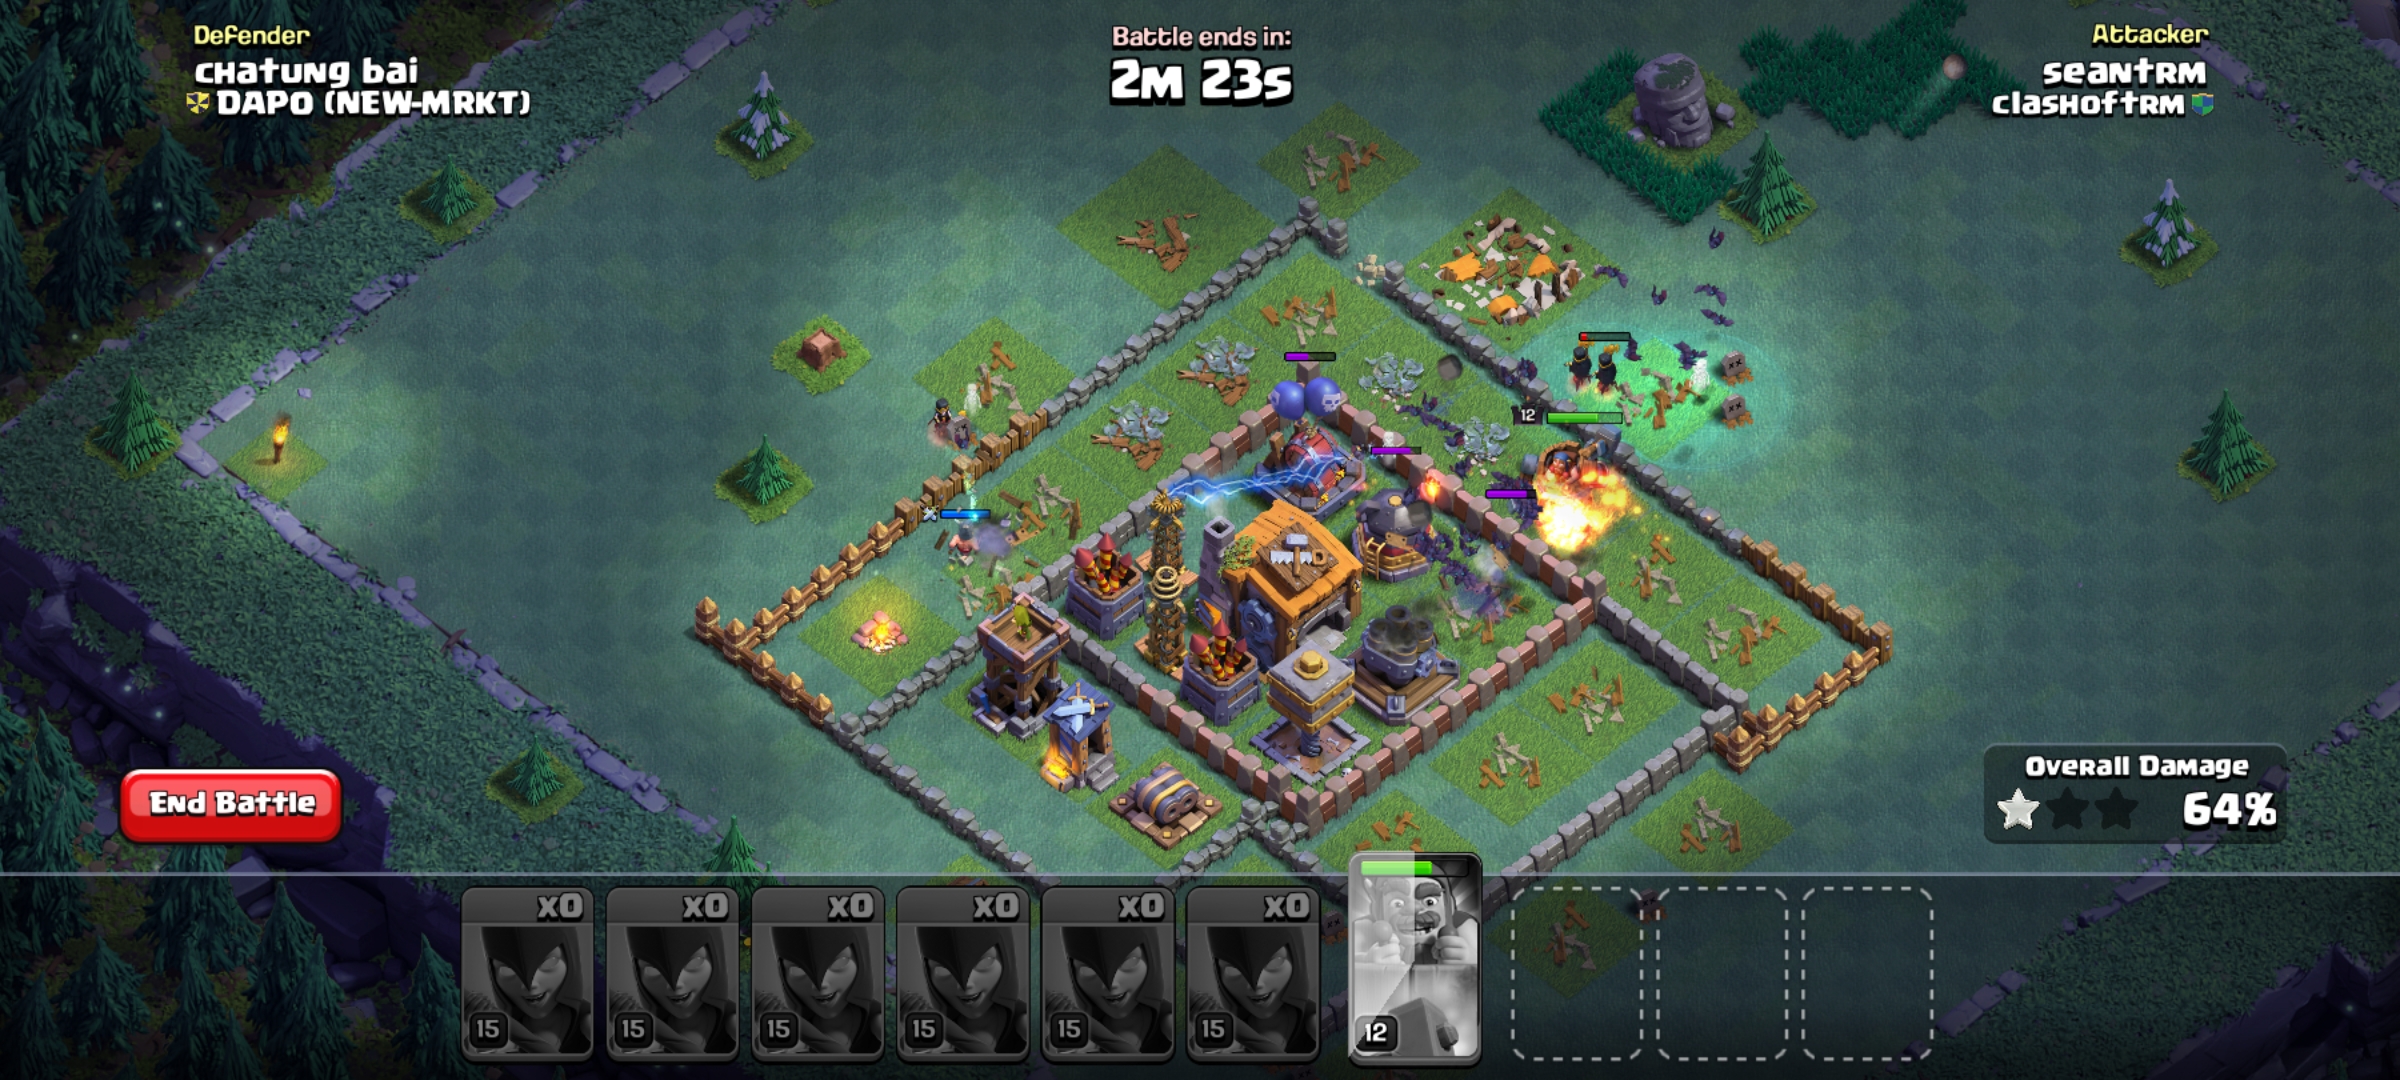 Defender
chatung bai
DAPO (NEW-MRKT)
Battle ends in:
2M 23s
Attacker
seantrm
clashoftrm
12
End Battle
Overall Damage
64%
x0
x0
x0
x0
x0
x0
15
15
15
15
15
15
12